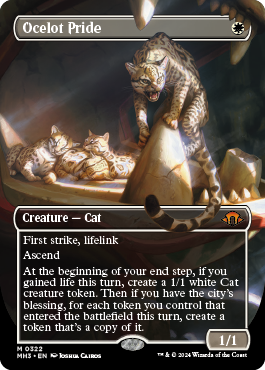 Ocelot Pride
Creature — Cat
First strike, lifelink
Ascend
At the beginning of your end step, if you
gained life this turn, create a 1/1 white Cat
creature token. Then if you have the city's
blessing, for each token you control that
entered the battlefield this turn, create a
token that's a copy of it.
1/1
M 0322
MH3 • EN Joshua Cairos
™ & © 2024 Wizards of the Coast